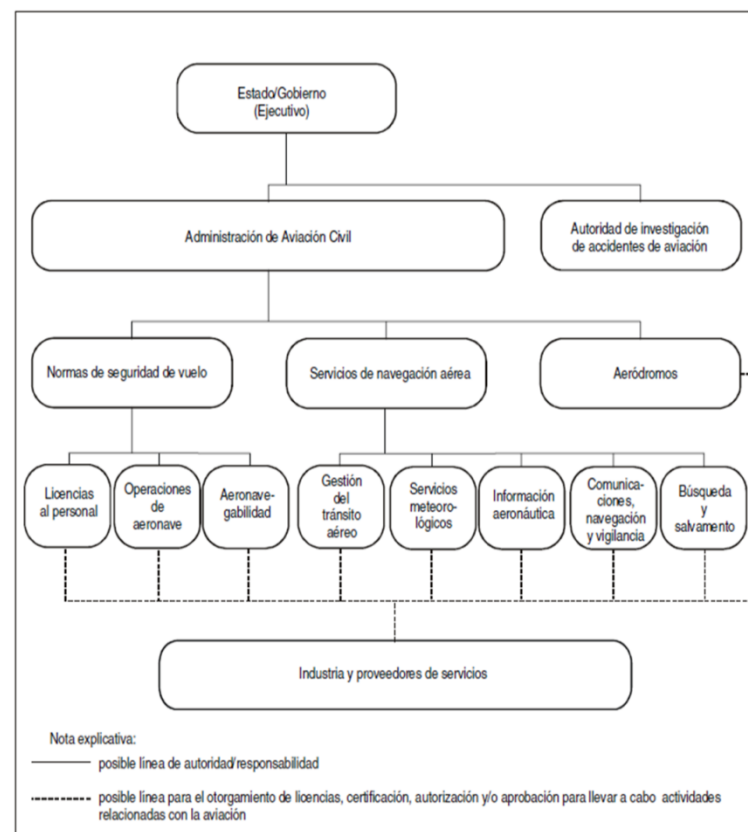 Estado/Gobierno
(Ejecutivo)
Administración de Aviación Civil
Autoridad de investigación
de accidentes de aviación
Normas de seguridad de vuelo
Servicios de navegación aérea
Aeródromos
Licencias
al personal
Operaciones
de
aeronave
Aeronave-
gabilidad
Gestión
del
tránsito
aéreo
Servicios
meteoro-
lógicos
Información
aeronáutica
Comunica-
ciones,
navegación
y vigilancia
Búsqueda
y
salvamento
Industria y proveedores de servicios
Nota explicativa:
posible línea de autoridad/responsabilidad
posible línea para el otorgamiento de licencias, certificación, autorización y/o aprobación para llevar a cabo actividades
relacionadas con la aviación